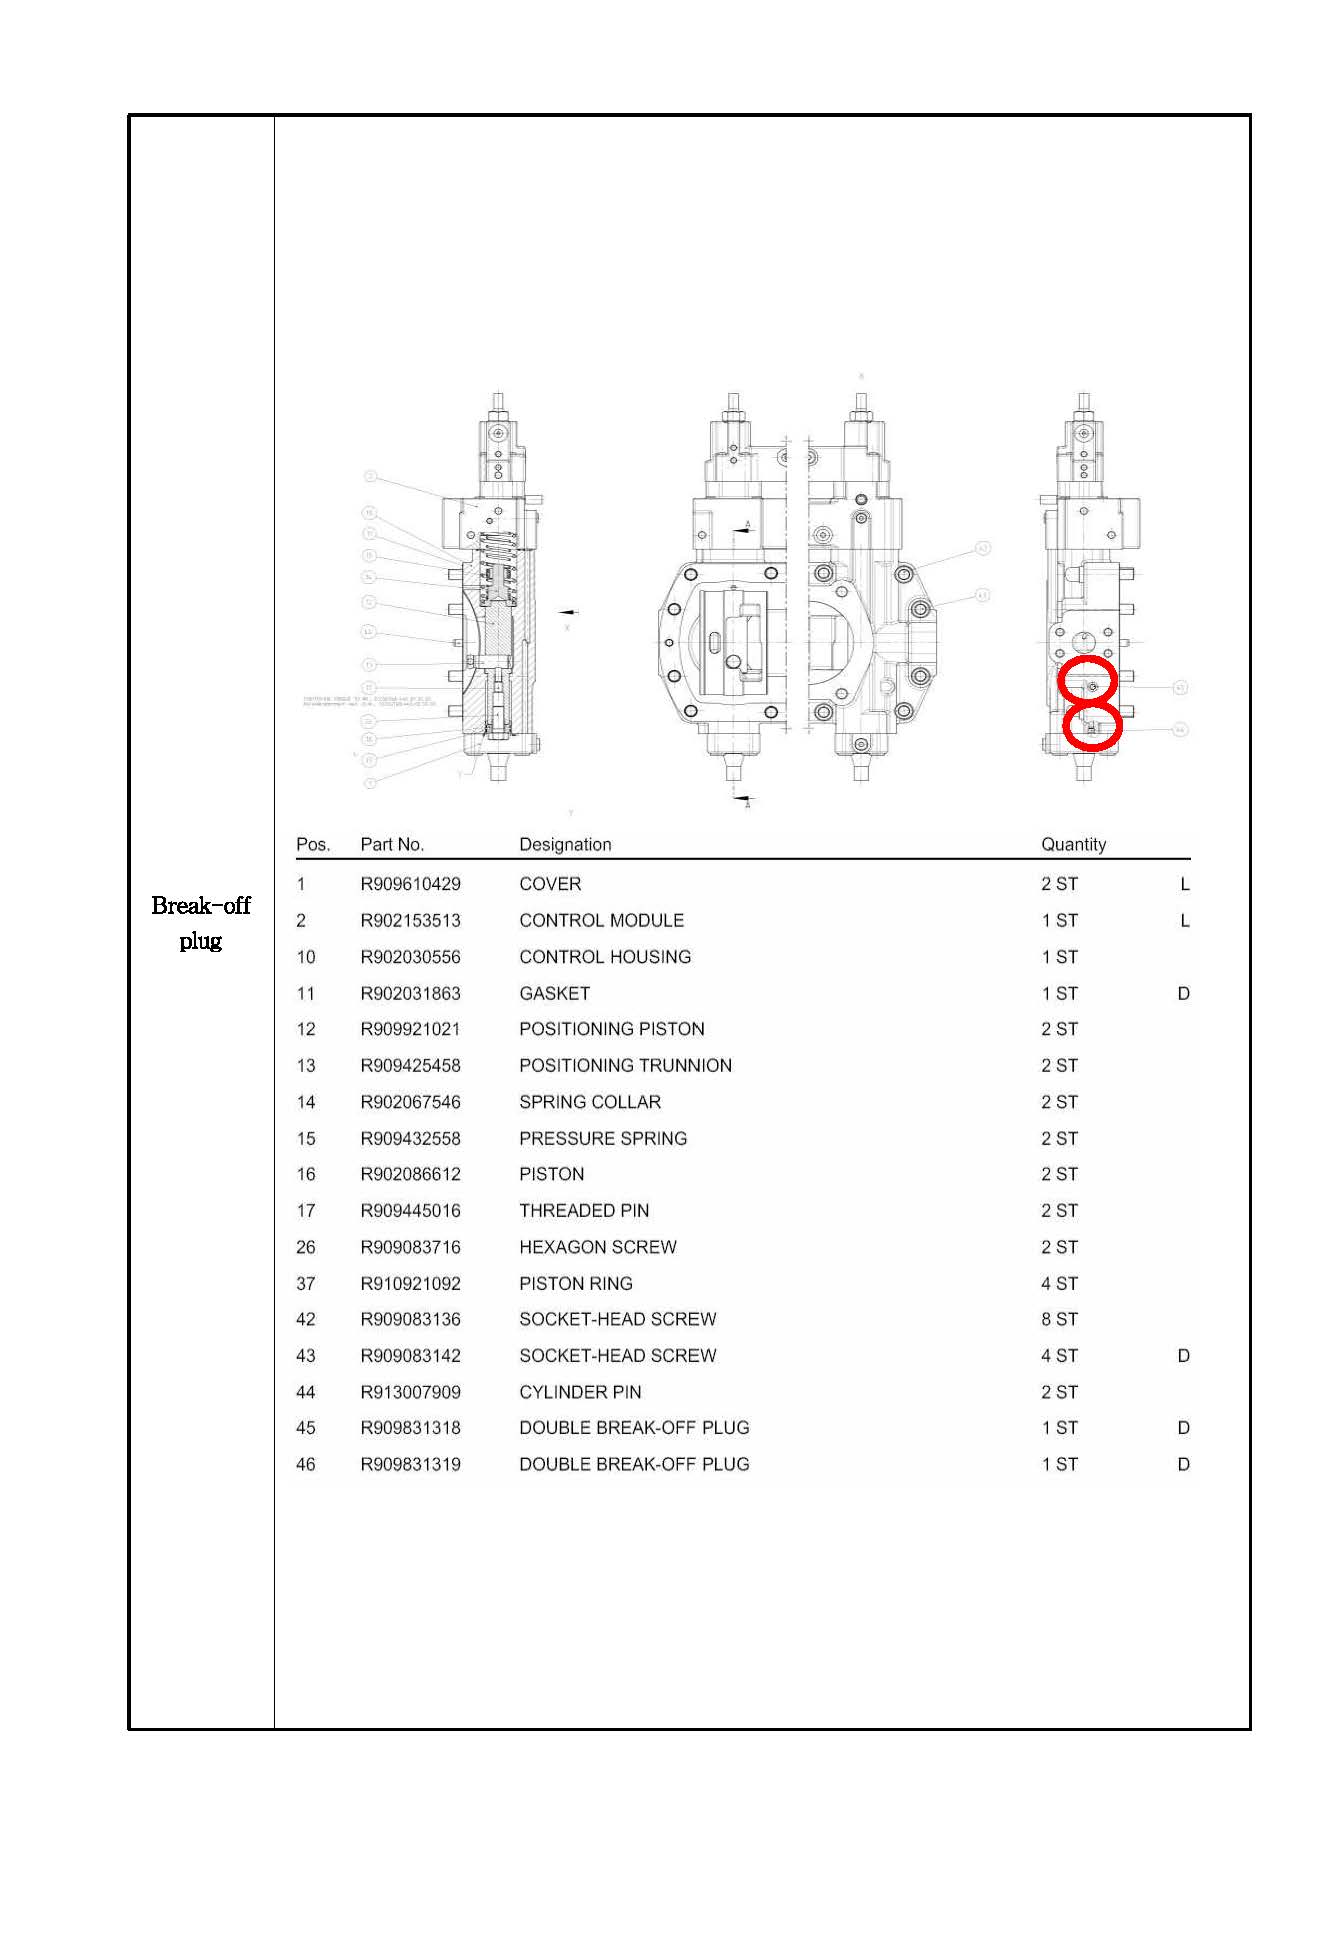 Break-off
plug
X
A
A
X
Y
Y
42
43
45
46
Pos. Part No. Designation Quantity
1 R909610429 COVER 2 ST L
2 R902153513 CONTROL MODULE 1 ST L
10 R902030556 CONTROL HOUSING 1 ST
11 R902031863 GASKET 1 ST D
12 R909921021 POSITIONING PISTON 2 ST
13 R909425458 POSITIONING TRUNNION 2 ST
14 R902067546 SPRING COLLAR 2 ST
15 R909432558 PRESSURE SPRING 2 ST
16 R902086612 PISTON 2 ST
17 R909445016 THREADED PIN 2 ST
26 R909083716 HEXAGON SCREW 2 ST
37 R910921092 PISTON RING 4 ST
42 R909083136 SOCKET-HEAD SCREW 8 ST
43 R909083142 SOCKET-HEAD SCREW 4 ST D
44 R913007909 CYLINDER PIN 2 ST
45 R909831318 DOUBLE BREAK-OFF PLUG 1 ST D
46 R909831319 DOUBLE BREAK-OFF PLUG 1 ST D